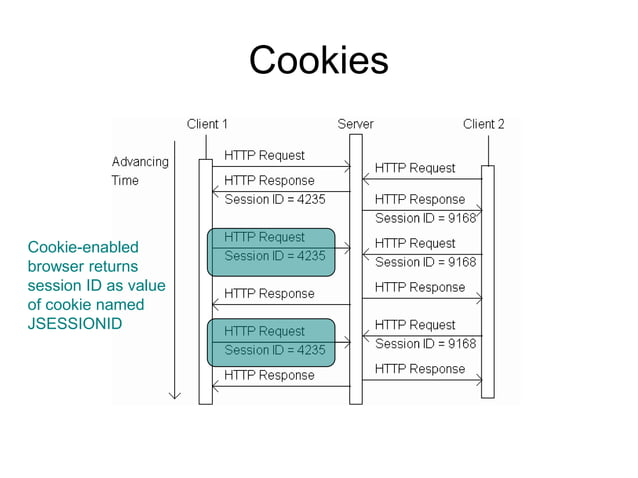 Cookies
Client 1
Server
Client 2
Advancing
Time
HTTP Request
HTTP Request
HTTP Response
Session ID = 4235
HTTP Response
Session ID = 9168
Cookie-enabled
browser returns
session ID as value
of cookie named
JSESSIONID
HTTP Request
Session ID = 4235
HTTP Request
Session ID = 9168
HTTP Response
HTTP Response
HTTP Request
Session ID = 4235
HTTP Request
Session ID = 9168
HTTP Response
HTTP Response